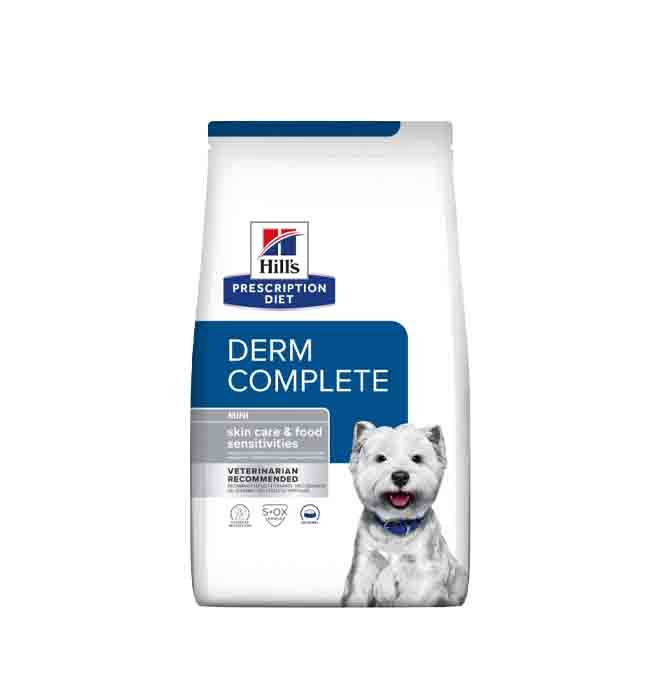 Hill's
PRESCRIPTION
DIET
DERM
COMPLETE
MINI
skin care & food
sensitivities
VETERINARIAN
RECOMMENDED
S+OX